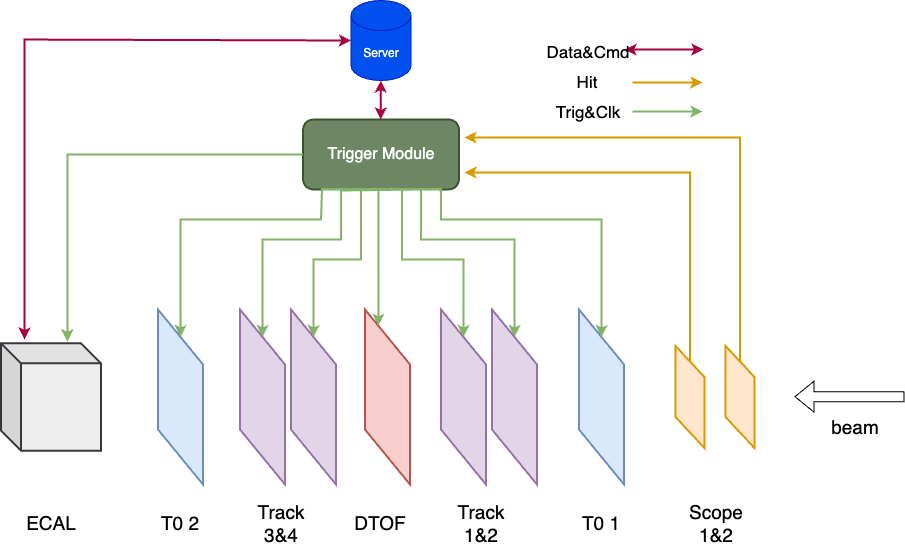 Server
Data&Cmd
Hit
Trig&Clk
Trigger Module
beam
ECAL
T0 2
Track
3&4
DTOF
Track
1&2
T0 1
Scope
1&2